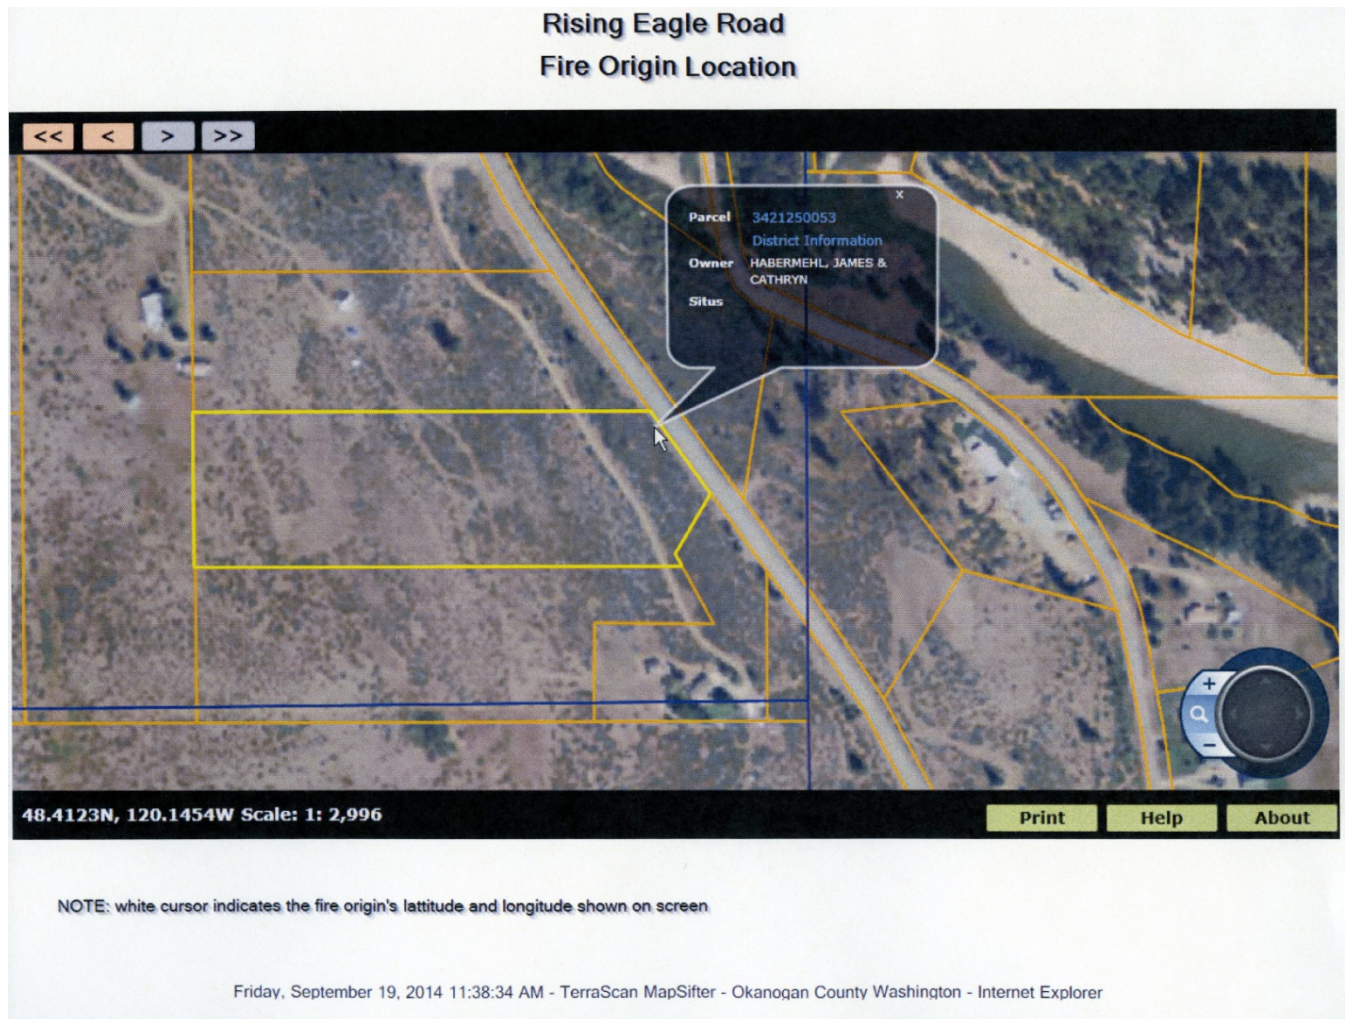 Rising Eagle Road
Fire Origin Location
<< < > >>
x
Parcel 3421250053
District Information
Owner HABERMEHL, JAMES &
CATHRYN
Situs
+
−
48.4123N, 120.1454W Scale: 1: 2,996
Print Help About
NOTE: white cursor indicates the fire origin's lattitude and longitude shown on screen
Friday, September 19, 2014 11:38:34 AM - TerraScan MapSifter - Okanogan County Washington - Internet Explorer